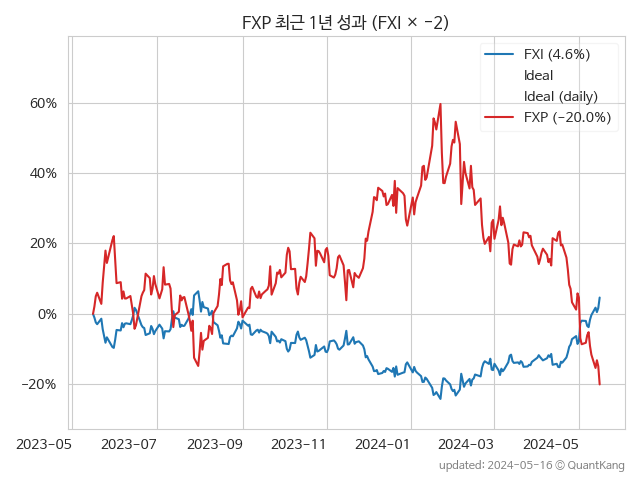 FXP 최근 1년 성과 (FXI × −2)
FXI (4.6%)
Ideal
Ideal (daily)
FXP (−20.0%)
60%
40%
20%
0%
−20%
2023-05 2023-07 2023-09 2023-11 2024-01 2024-03 2024-05
updated: 2024-05-16 © QuantKang